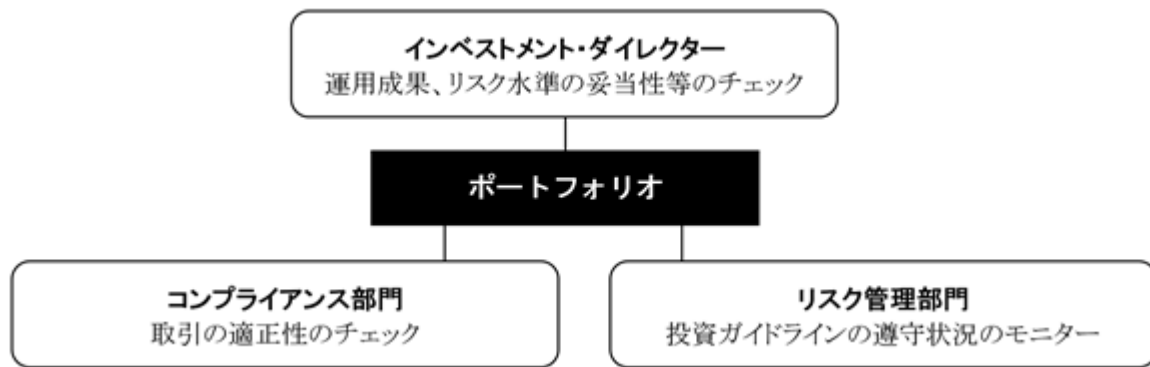 インベストメント・ダイレクター
運用成果、リスク水準の妥当性等のチェック
ポートフォリオ
コンプライアンス部門
取引の適正性のチェック
リスク管理部門
投資ガイドラインの遵守状況のモニター